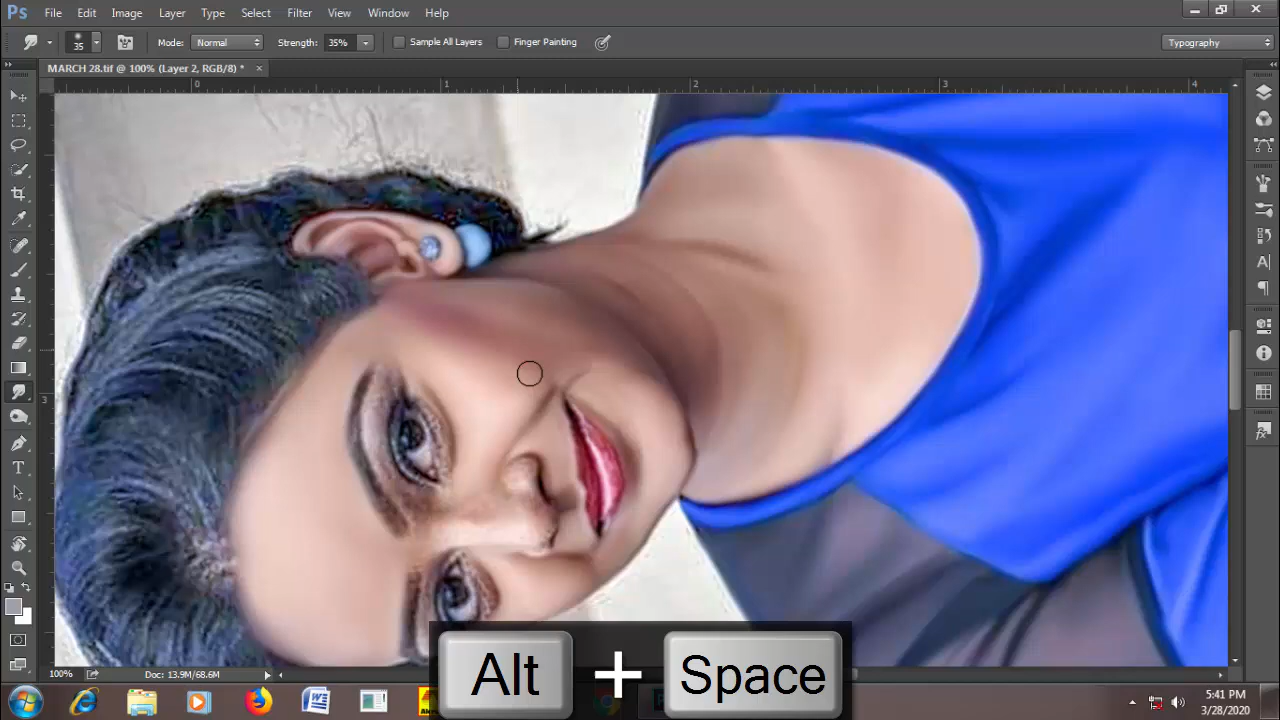 Ps File Edit Image Layer Type Select Filter View Window Help
35 Mode: Normal Strength: 35% Sample All Layers Finger Painting Typography
MARCH 28.tif @ 100% (Layer 2, RGB/8) * ×
0 1 2 3 4
3
100% Doc: 13.9M/68.6M
Alt + Space
5:41 PM
3/28/2020